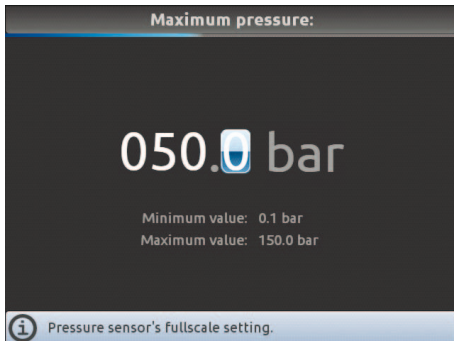 Maximum pressure:
050.0 bar
Minimum value: 0.1 bar
Maximum value: 150.0 bar
Pressure sensor's fullscale setting.